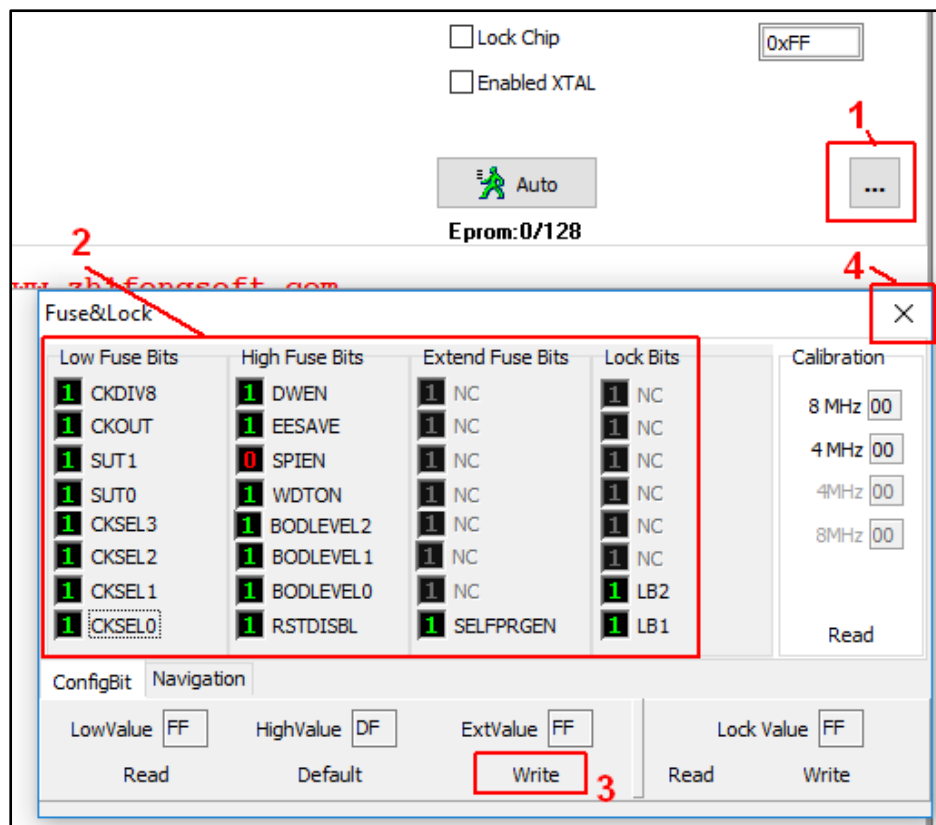 Lock Chip
0xFF
Enabled XTAL
1
Auto
...
Eprom:0/128
2
4
Fuse&Lock
Low Fuse Bits High Fuse Bits Extend Fuse Bits Lock Bits Calibration
1 CKDIV8 1 DWEN 1 NC 1 NC
8 MHz 00
1 CKOUT 1 EESAVE 1 NC 1 NC
4 MHz 00
1 SUT1 0 SPIEN 1 NC 1 NC
1 SUT0 1 WDTON 1 NC 1 NC
4MHz 00
1 CKSEL3 1 BODLEVEL2 1 NC 1 NC
8MHz 00
1 CKSEL2 1 BODLEVEL1 1 NC 1 NC
1 CKSEL1 1 BODLEVEL0 1 NC 1 LB2
1 CKSEL0 1 RSTDISBL 1 SELFPRGEN 1 LB1
Read
ConfigBit Navigation
LowValue FF HighValue DF ExtValue FF Lock Value FF
Read Default Write Read Write
3